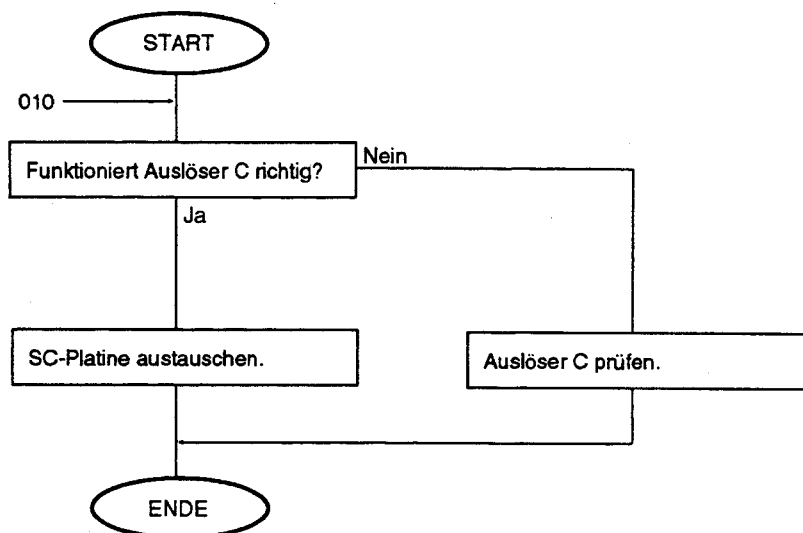 START
010
Funktioniert Auslöser C richtig?
Nein
Ja
SC-Platine austauschen.
Auslöser C prüfen.
ENDE